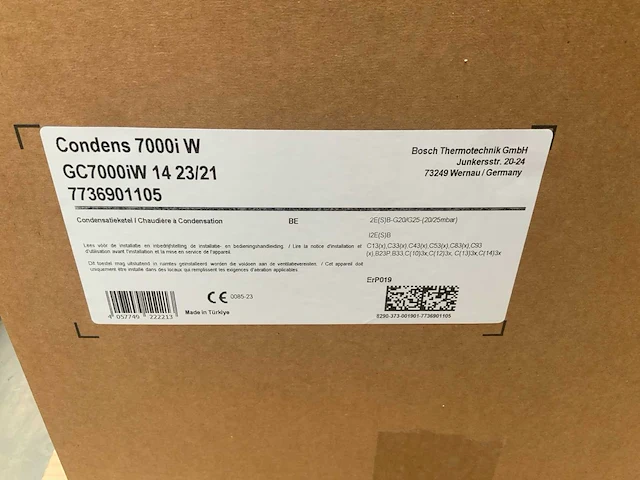 Condens 7000i W
GC7000iW 14 23/21
7736901105
Bosch Thermotechnik GmbH
Junkersstr. 20-24
73249 Wernau / Germany
Condensatieketel / Chaudière à Condensation
BE
2E(S)B-G20/G25-(20/25mbar)
I2E(S)B
Lees vóór de installatie en inbedrijfstelling de installatie- en bedieningshandleiding. / Lire la notice d'installation et
d'utilisation avant l'installation et la mise en service de l'appareil.
C13(x),C33(x),C43(x),C53(x),C83(x),C93
(x),B23P,B33,C(10)3x,C(12)3x, C(13)3x,C(14)3x
Dit toestel mag uitsluitend in ruimtes geïnstalleerd worden die voldoen aan de ventilatievereisten. / Cet appareil doit
uniquement être installé dans des locaux qui remplissent les exigences d'aération applicables.
ErP019
CE 0085-23
Made in Türkiye
4 057749 222213
8290-373-001901-7736901105